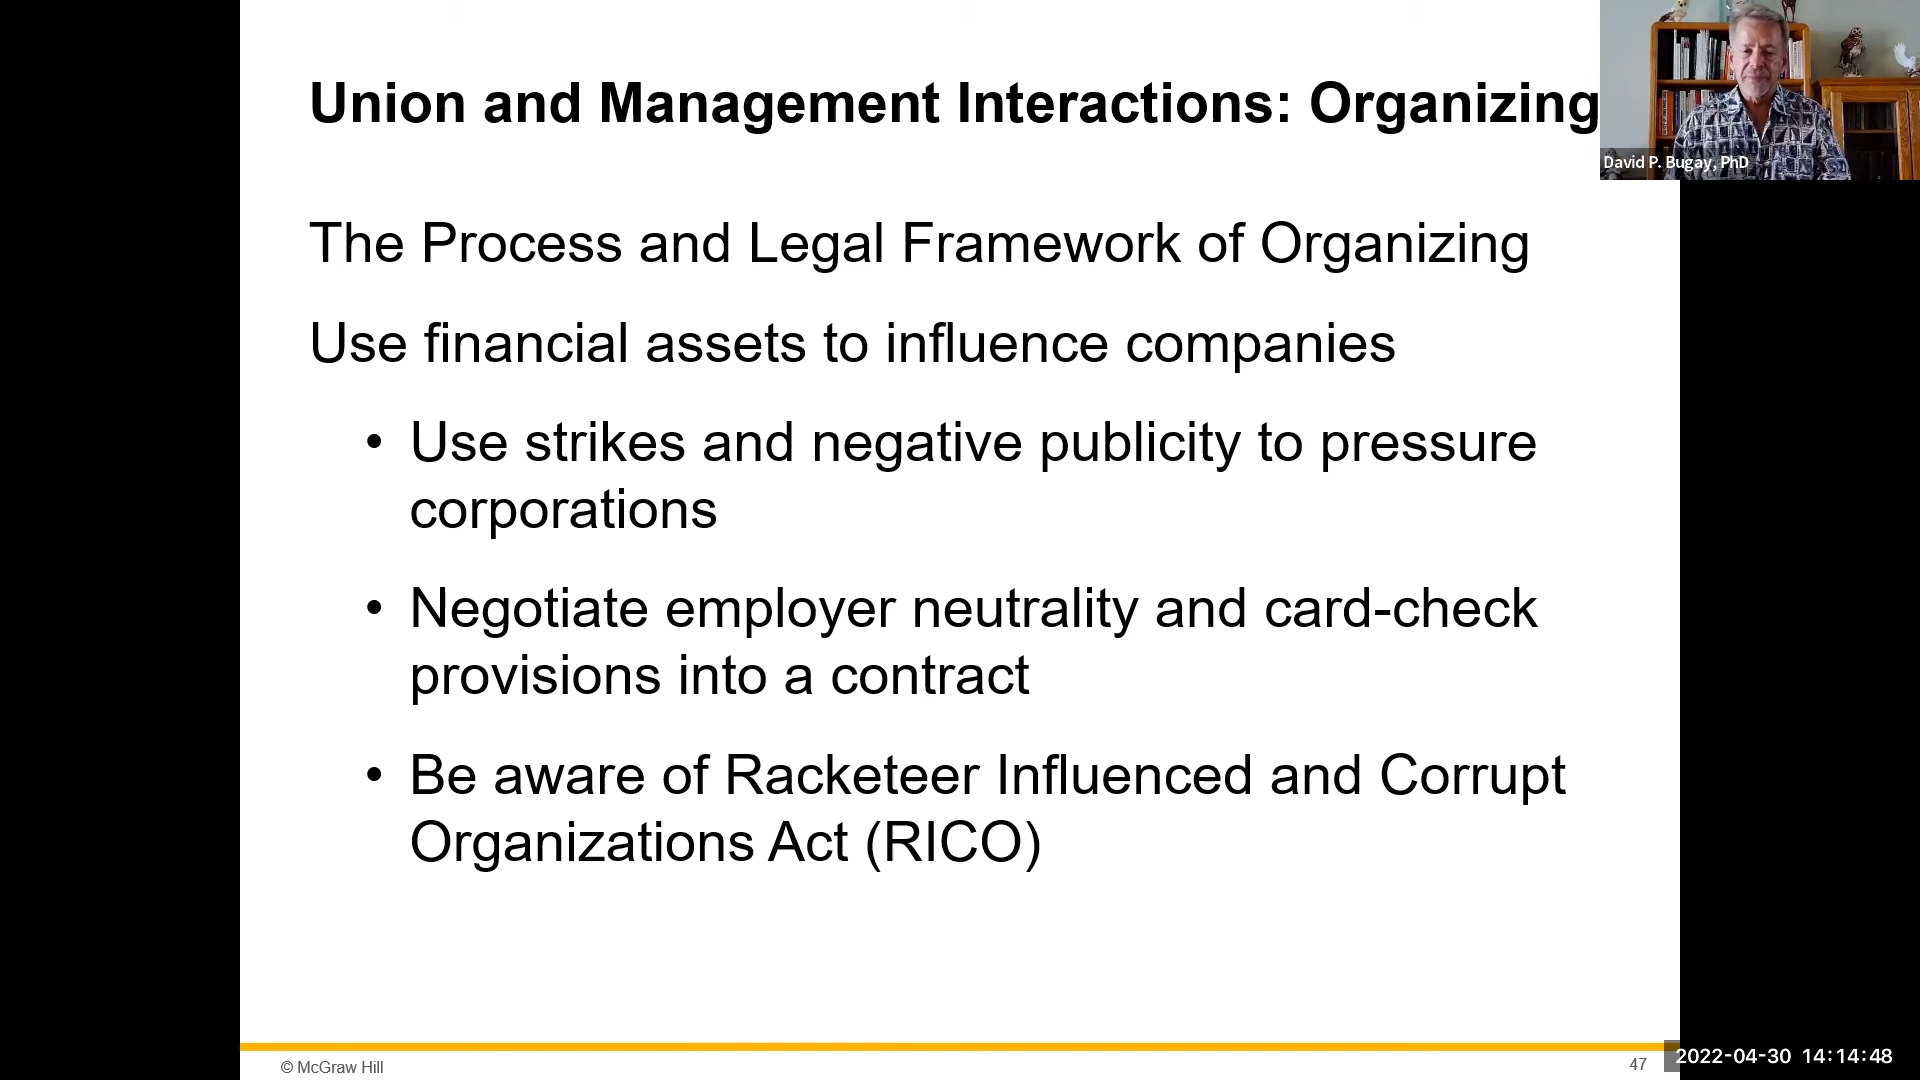 Union and Management Interactions: Organizing
David P. Bugay, PhD
The Process and Legal Framework of Organizing
Use financial assets to influence companies
• Use strikes and negative publicity to pressure
corporations
• Negotiate employer neutrality and card-check
provisions into a contract
• Be aware of Racketeer Influenced and Corrupt
Organizations Act (RICO)
© McGraw Hill
47
2022-04-30 14:14:48